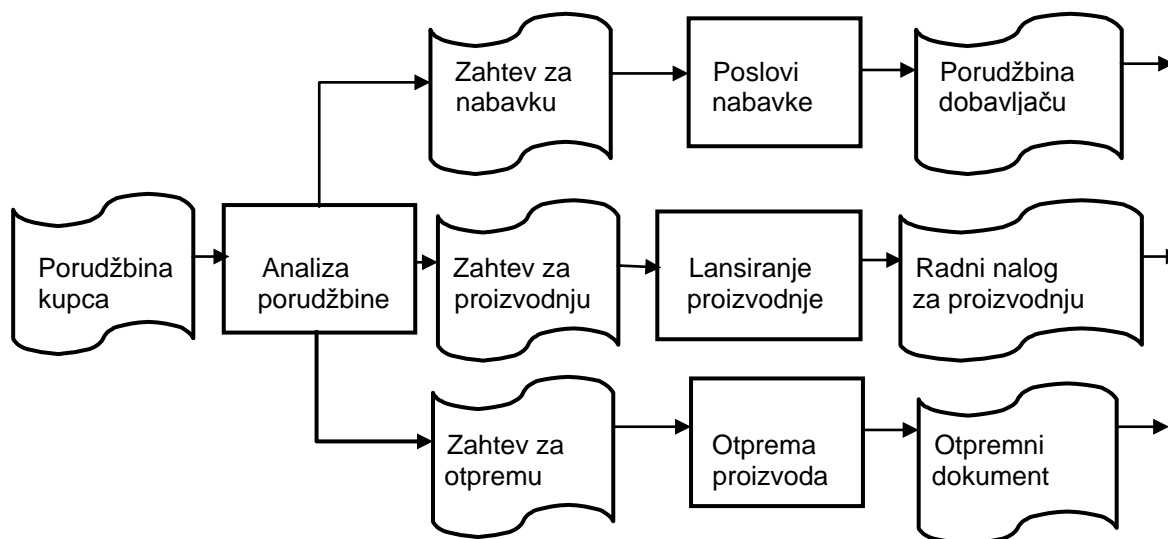 Zahtev za
nabavku
Poslovi
nabavke
Porudžbina
dobavljaču
Porudžbina
kupca
Analiza
porudžbine
Zahtev za
proizvodnju
Lansiranje
proizvodnje
Radni nalog
za proizvodnju
Zahtev za
otpremu
Otprema
proizvoda
Otpremni
dokument